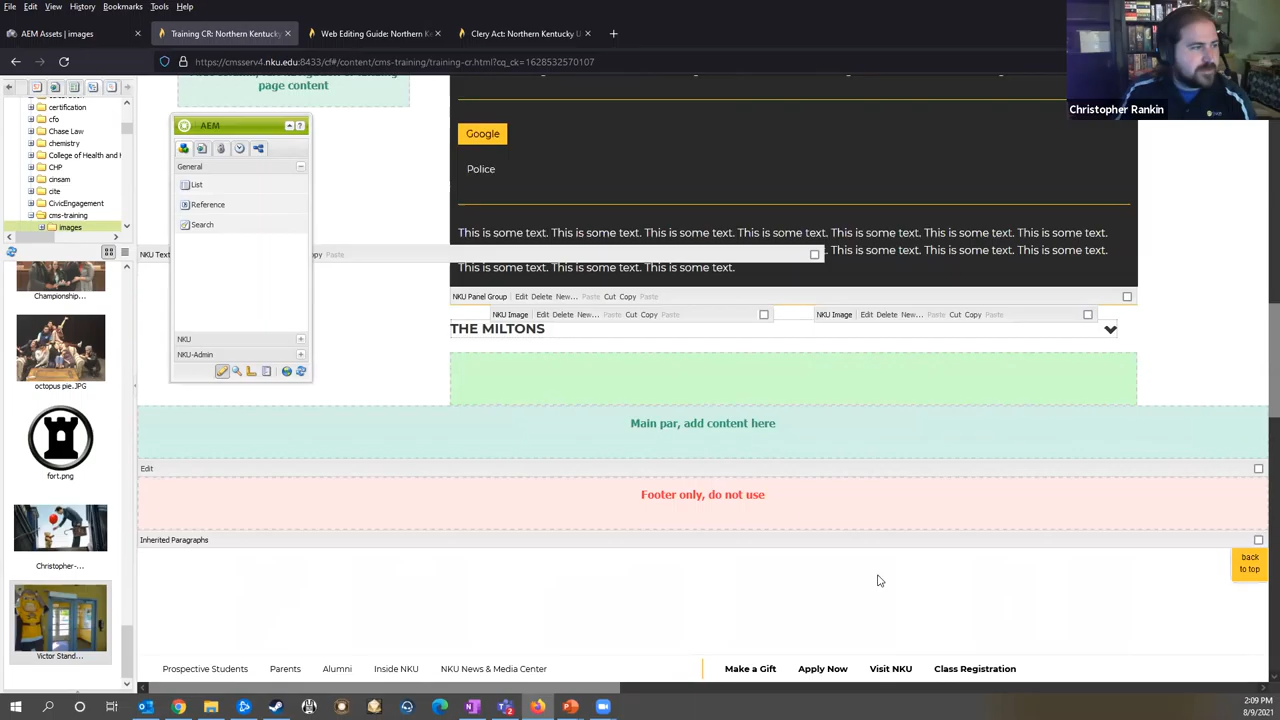 File Edit View History Bookmarks Tools Help
AEM Assets | images
Training CR: Northern Kentucky
Web Editing Guide: Northern K
Clery Act: Northern Kentucky U
https://cmsserv4.nku.edu:8433/cf#/content/cms-training/training-cr.html?cq_ck=1628532570107
Christopher Rankin
page content
certification
cfo
Chase Law
chemistry
College of Health and H
CHP
cinsam
cite
CivicEngagement
cms-training
images
Championship...
octopus pie.JPG
fort.png
Christopher-...
Victor Stand...
AEM
General
List
Reference
Search
NKU
NKU-Admin
Google
Police
This is some text. This is some text. This is some text. This is some text. This is some text. This is some text. This is some text.
NKU Text
opy Paste
This is some text. This is some text. This is some text.
NKU Panel Group Edit Delete New... Paste Cut Copy Paste
NKU Image Edit Delete New... Paste Cut Copy Paste
NKU Image Edit Delete New... Paste Cut Copy Paste
THE MILTONS
Main par, add content here
Edit
Footer only, do not use
Inherited Paragraphs
back
to top
Prospective Students Parents Alumni Inside NKU NKU News & Media Center
Make a Gift Apply Now Visit NKU Class Registration
2:09 PM
8/9/2021